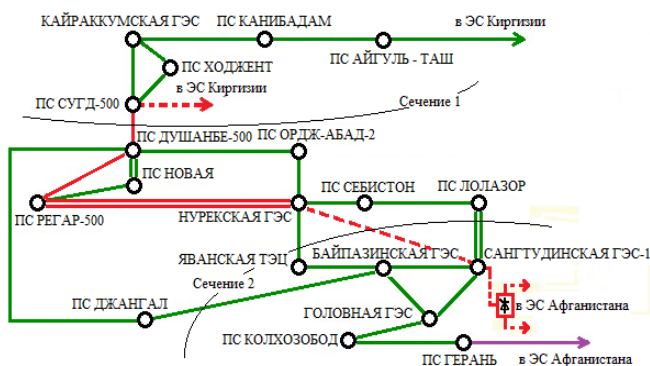 КАЙРАККУМСКАЯ ГЭС
ПС КАНИБАДАМ
в ЭС Киргизии
ПС АЙГУЛЬ - ТАШ
ПС ХОДЖЕНТ
в ЭС Киргизии
ПС СУГД-500
Сечение 1
ПС ДУШАНБЕ-500
ПС ОРДЖ-АБАД-2
ПС НОВАЯ
ПС СЕБИСТОН
ПС ЛОЛАЗОР
ПС РЕГАР-500
НУРЕКСКАЯ ГЭС
ЯВАНСКАЯ ТЭЦ
БАЙПАЗИНСКАЯ ГЭС
САНГТУДИНСКАЯ ГЭС-1
Сечение 2
ПС ДЖАНГАЛ
в ЭС Афганистана
ГОЛОВНАЯ ГЭС
ПС КОЛХОЗОБОД
ПС ГЕРАНЬ
в ЭС Афганистана